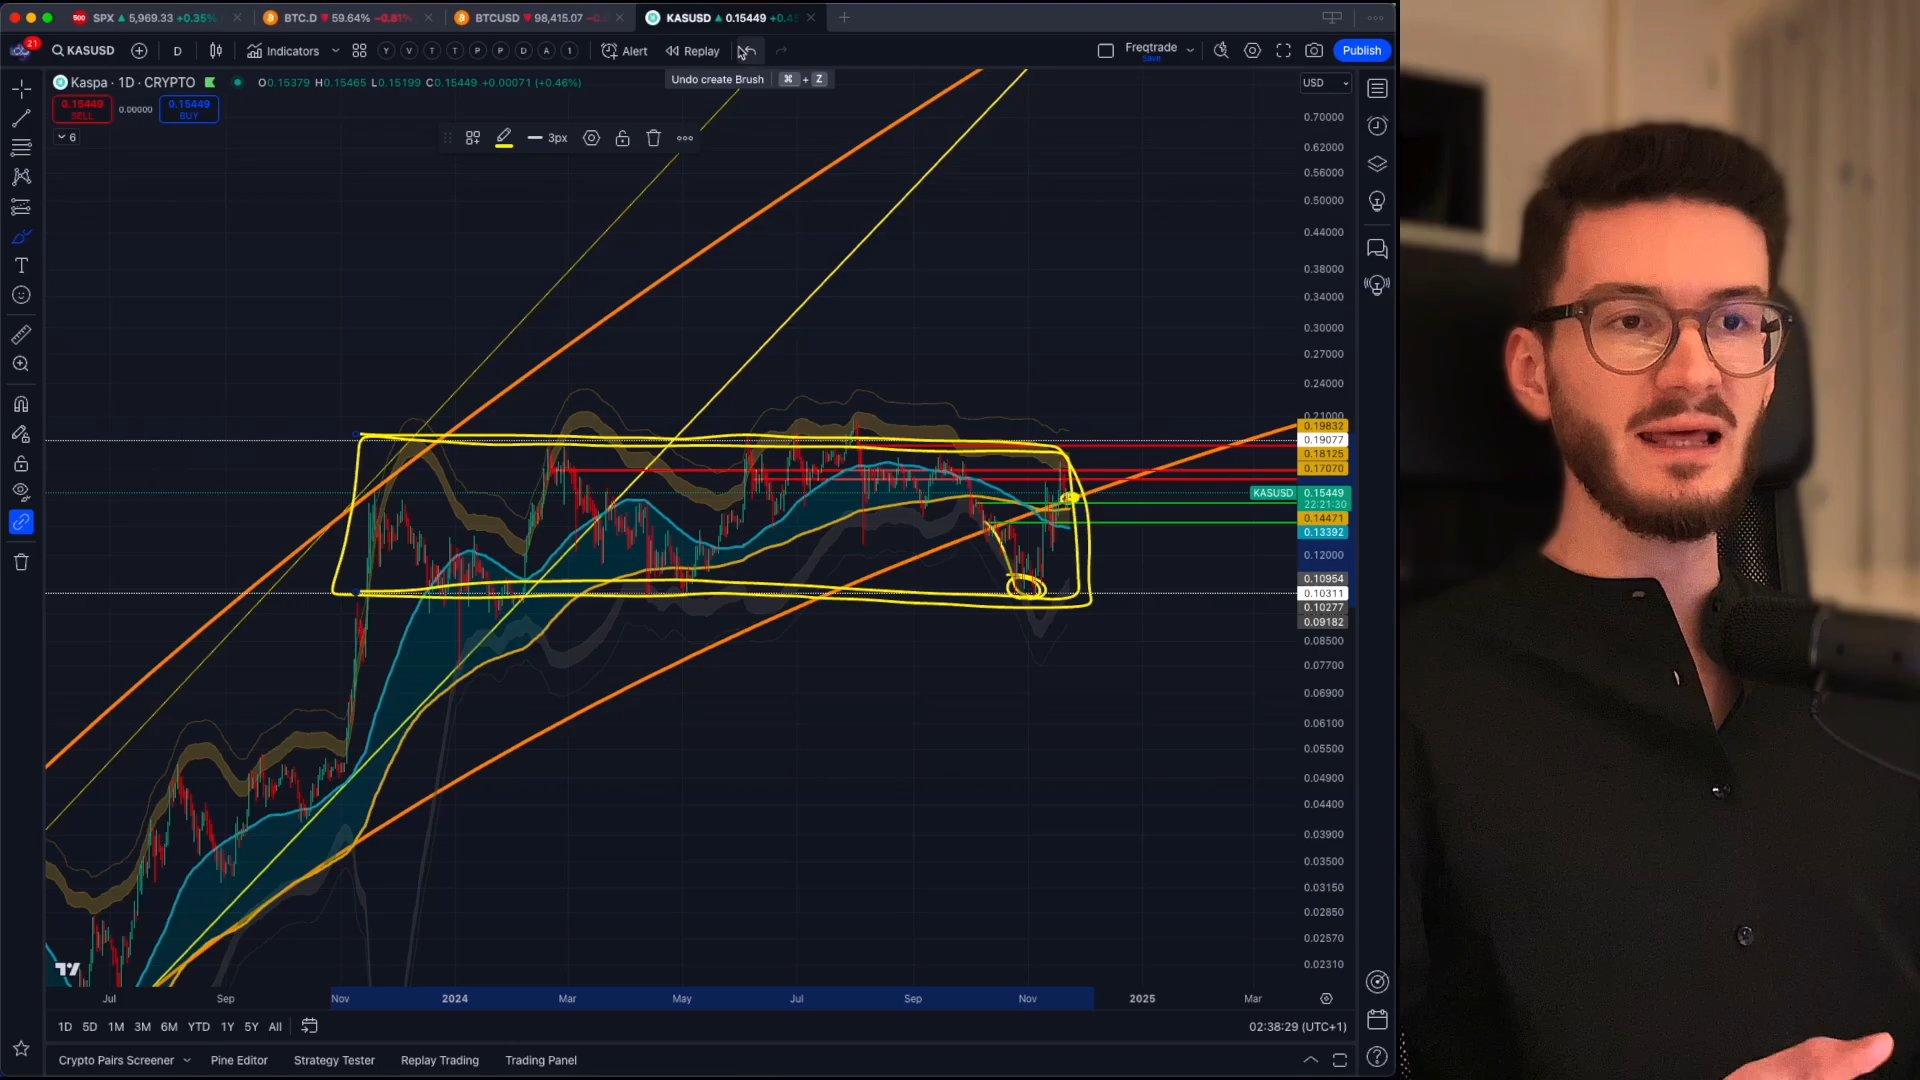 SPX 5,969.33 +0.35%
BTC.D 59.64% −0.81%
BTCUSD 98,415.07
KASUSD 0.15449
21
KASUSD
D
Indicators
Y V T T P P D A 1
Alert
Replay
Freqtrade
Save
Publish
Undo create Brush ⌘ + Z
Kaspa · 1D · CRYPTO
O0.15379 H0.15465 L0.15199 C0.15449 +0.00071 (+0.46%)
USD
0.15449
SELL
0.00000
0.15449
BUY
6
3px
0.70000
0.62000
0.56000
0.50000
0.44000
0.38000
0.34000
0.30000
0.27000
0.24000
0.21000
0.19832
0.19077
0.18125
0.17070
KASUSD 0.15449
22:21:30
0.14471
0.13392
0.12000
0.10954
0.10311
0.10277
0.09182
0.08500
0.07700
0.06900
0.06100
0.05500
0.04900
0.04400
0.03900
0.03500
0.03150
0.02850
0.02570
0.02310
Jul Sep Nov 2024 Mar May Jul Sep Nov 2025 Mar
1D 5D 1M 3M 6M YTD 1Y 5Y All
02:38:29 (UTC+1)
Crypto Pairs Screener Pine Editor Strategy Tester Replay Trading Trading Panel